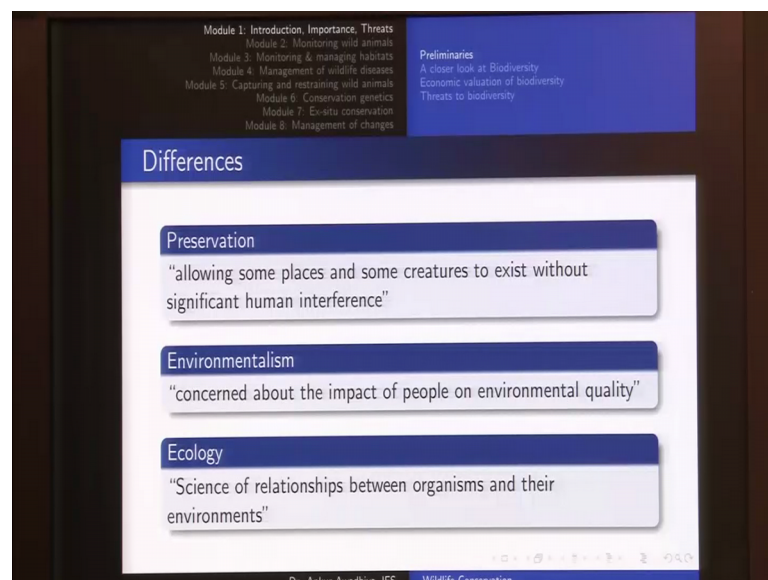 Module 1: Introduction, Importance, Threats
Module 2: Monitoring wild animals
Module 3: Monitoring & managing habitats
Module 4: Management of wildlife diseases
Module 5: Capturing and restraining wild animals
Module 6: Conservation genetics
Module 7: Ex-situ conservation
Module 8: Management of changes
Preliminaries
A closer look at Biodiversity
Economic valuation of biodiversity
Threats to biodiversity
Differences
Preservation
“allowing some places and some creatures to exist without
significant human interference”
Environmentalism
“concerned about the impact of people on environmental quality”
Ecology
“Science of relationships between organisms and their
environments”
Wildlife Conservation